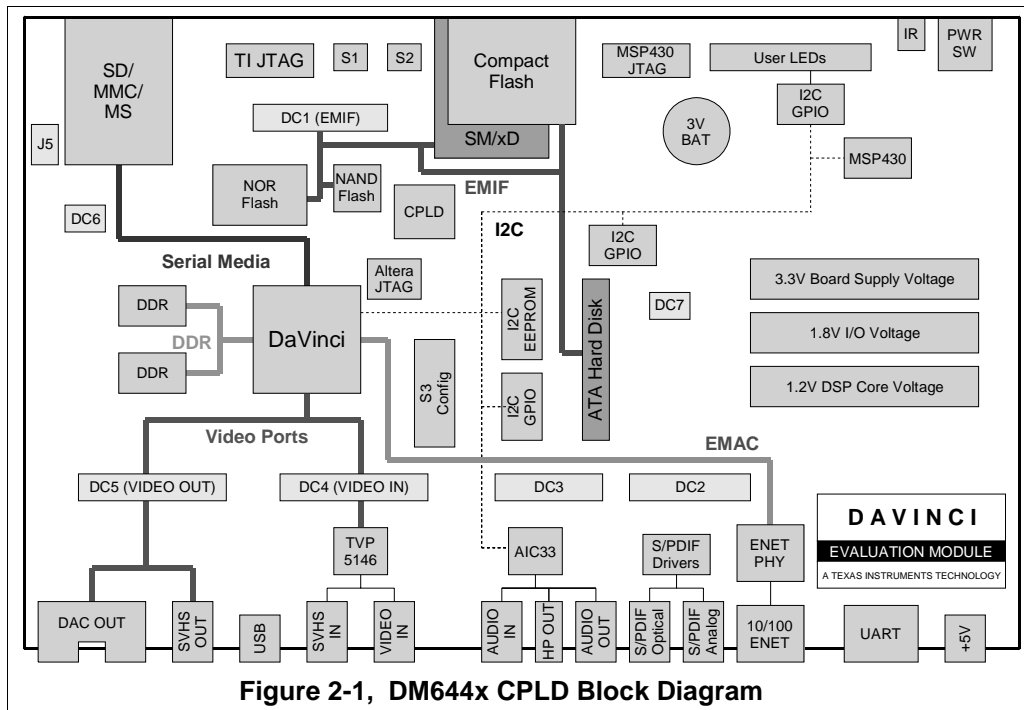 SD/
MMC/
MS
TI JTAG
S1
S2
Compact
Flash
MSP430
JTAG
User LEDs
IR
PWR
SW
I2C
GPIO
J5
DC1 (EMIF)
SM/xD
3V
BAT
MSP430
NOR
Flash
NAND
Flash
EMIF
CPLD
DC6
I2C
I2C
GPIO
Serial Media
Altera
JTAG
3.3V Board Supply Voltage
DDR
DDR
DDR
DaVinci
I2C
EEPROM
DC7
1.8V I/O Voltage
S3
Config
I2C
GPIO
ATA Hard Disk
1.2V DSP Core Voltage
Video Ports
EMAC
DC5 (VIDEO OUT)
DC4 (VIDEO IN)
DC3
DC2
DAVINCI
EVALUATION MODULE
A TEXAS INSTRUMENTS TECHNOLOGY
TVP
5146
AIC33
S/PDIF
Drivers
ENET
PHY
DAC OUT
SVHS
OUT
USB
SVHS
IN
VIDEO
IN
AUDIO
IN
HP OUT
AUDIO
OUT
S/PDIF
Optical
S/PDIF
Analog
10/100
ENET
UART
+5V
Figure 2-1, DM644x CPLD Block Diagram